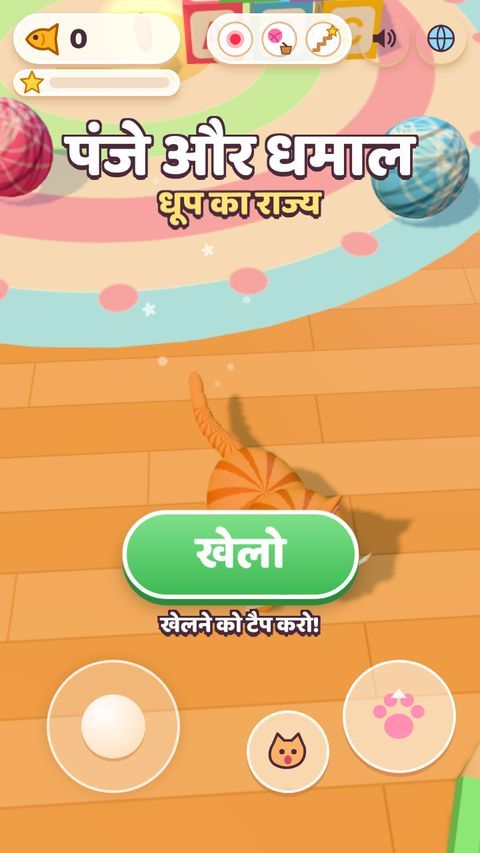 0
पंजे और धमाल
धूप का राज्य
खेलो
खेलने को टैप करो!